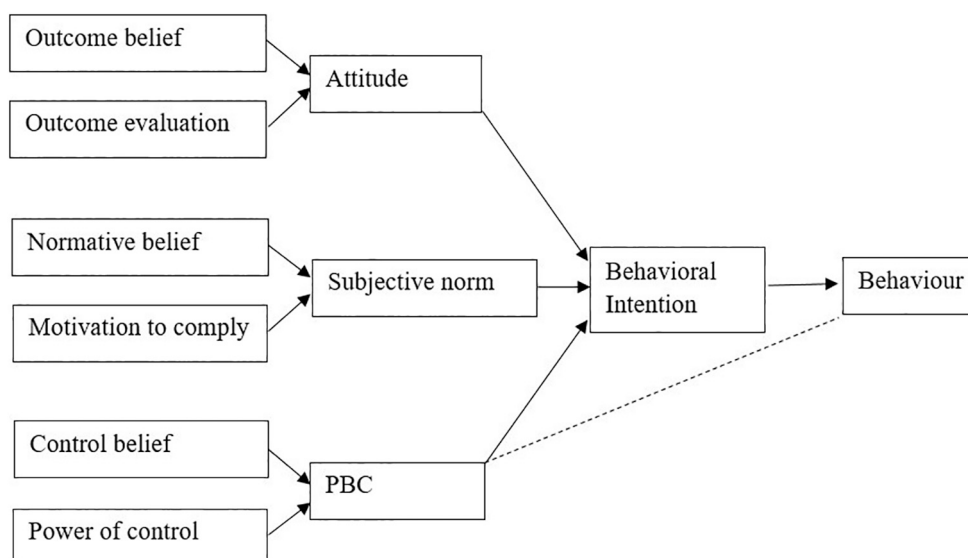 Outcome belief
Attitude
Outcome evaluation
Normative belief
Subjective norm
Motivation to comply
Behavioral
Intention
Behaviour
Control belief
PBC
Power of control